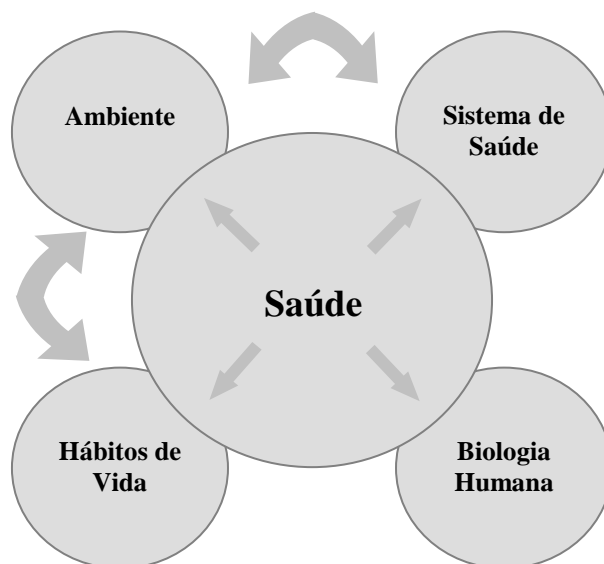 Ambiente
Sistema de
Saúde
Saúde
Hábitos de
Vida
Biologia
Humana